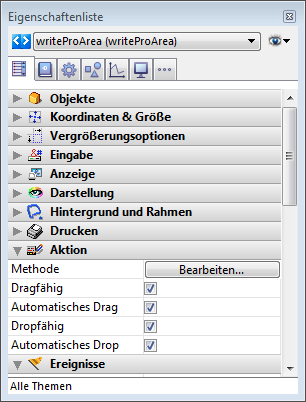 Eigenschaftenliste
writeProArea (writeProArea)
Objekte
Koordinaten & Größe
Vergrößerungsoptionen
Eingabe
Anzeige
Darstellung
Hintergrund und Rahmen
Drucken
Aktion
Methode Bearbeiten...
Dragfähig
Automatisches Drag
Dropfähig
Automatisches Drop
Ereignisse
Alle Themen